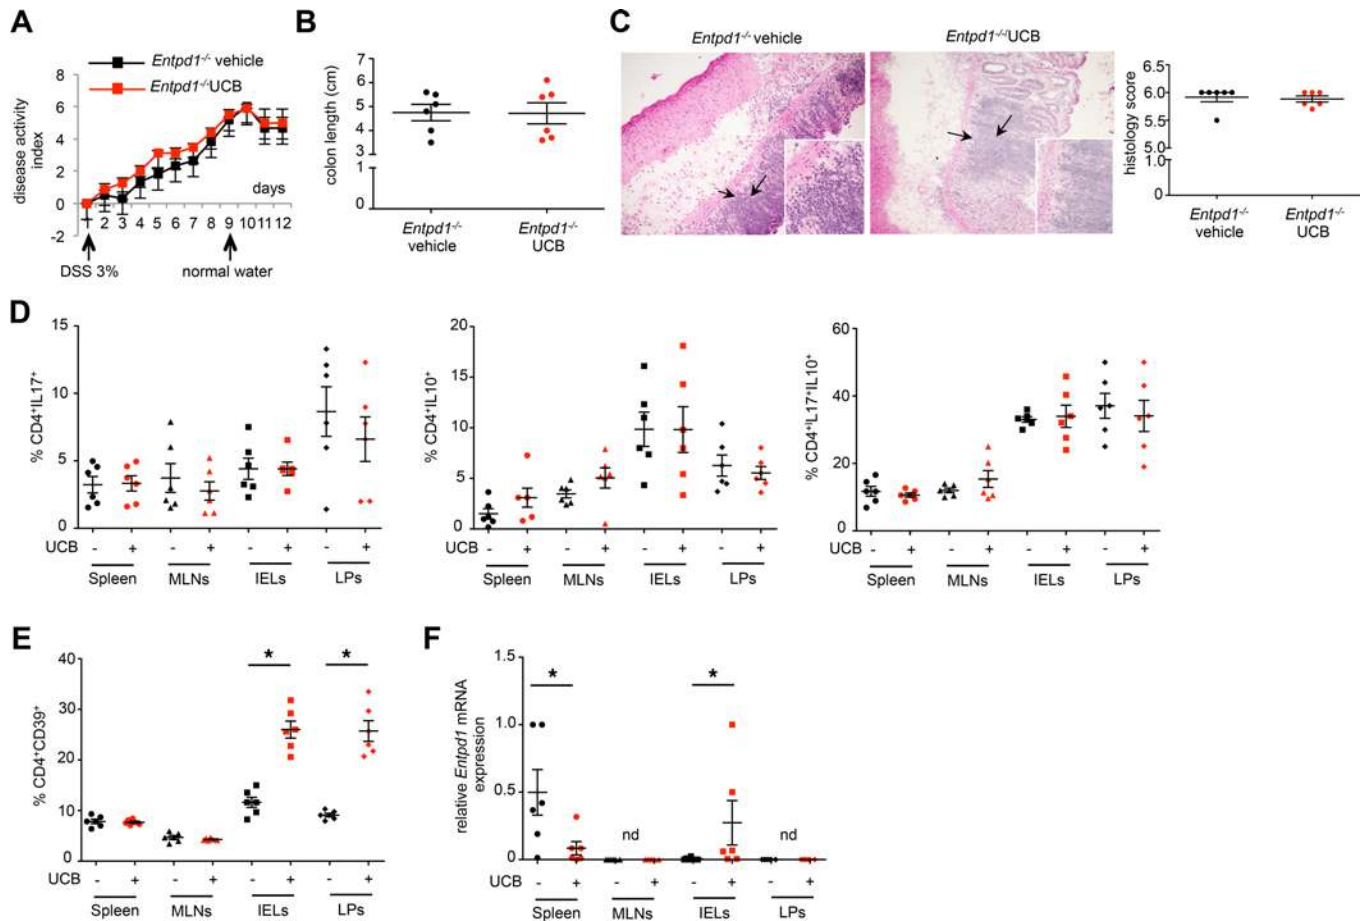 A
Entpd1-/- vehicle
Entpd1-/-UCB
disease activity
index
8
6
4
2
0
-2
1 2 3 4 5 6 7 8 9 10 11 12
days
DSS 3%
normal water
B
colon length (cm)
7
6
5
4
3
2
1
0
Entpd1-/-
vehicle
Entpd1-/-
UCB
C
Entpd1-/- vehicle
Entpd1-/-UCB
histology score
6.5
6.0
5.5
5.0
1.0
0
Entpd1-/-
vehicle
Entpd1-/-
UCB
D
% CD4+IL17+
15
10
5
0
UCB - + - + - + - +
Spleen MLNs IELs LPs
% CD4+IL10+
20
15
10
5
0
UCB - + - + - + - +
Spleen MLNs IELs LPs
% CD4+IL17+IL10+
60
40
20
0
UCB - + - + - + - +
Spleen MLNs IELs LPs
E
% CD4+CD39+
40
30
20
10
0
* *
UCB - + - + - + - +
Spleen MLNs IELs LPs
F
relative Entpd1 mRNA
expression
1.5
1.0
0.5
0
* *
nd nd
UCB - + - + - + - +
Spleen MLNs IELs LPs